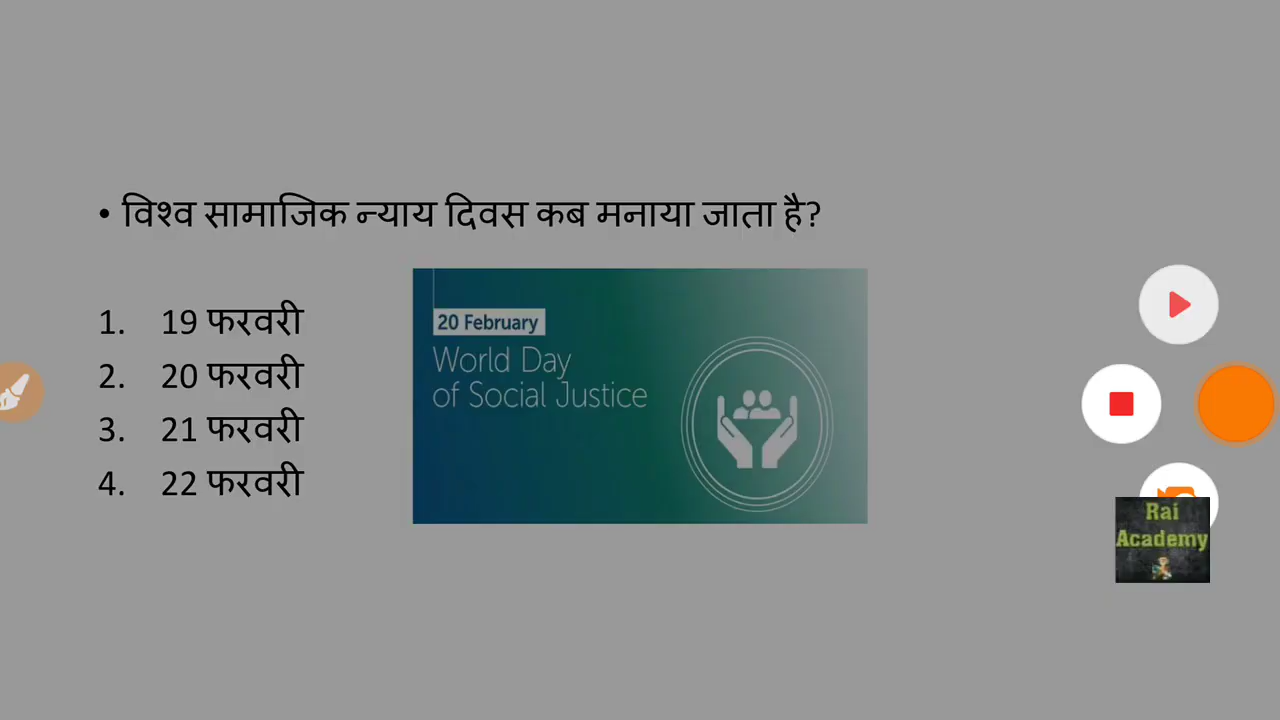 • विश्व सामाजिक न्याय दिवस कब मनाया जाता है?
1. 19 फरवरी
2. 20 फरवरी
3. 21 फरवरी
4. 22 फरवरी
20 February
World Day
of Social Justice
Rai
Academy